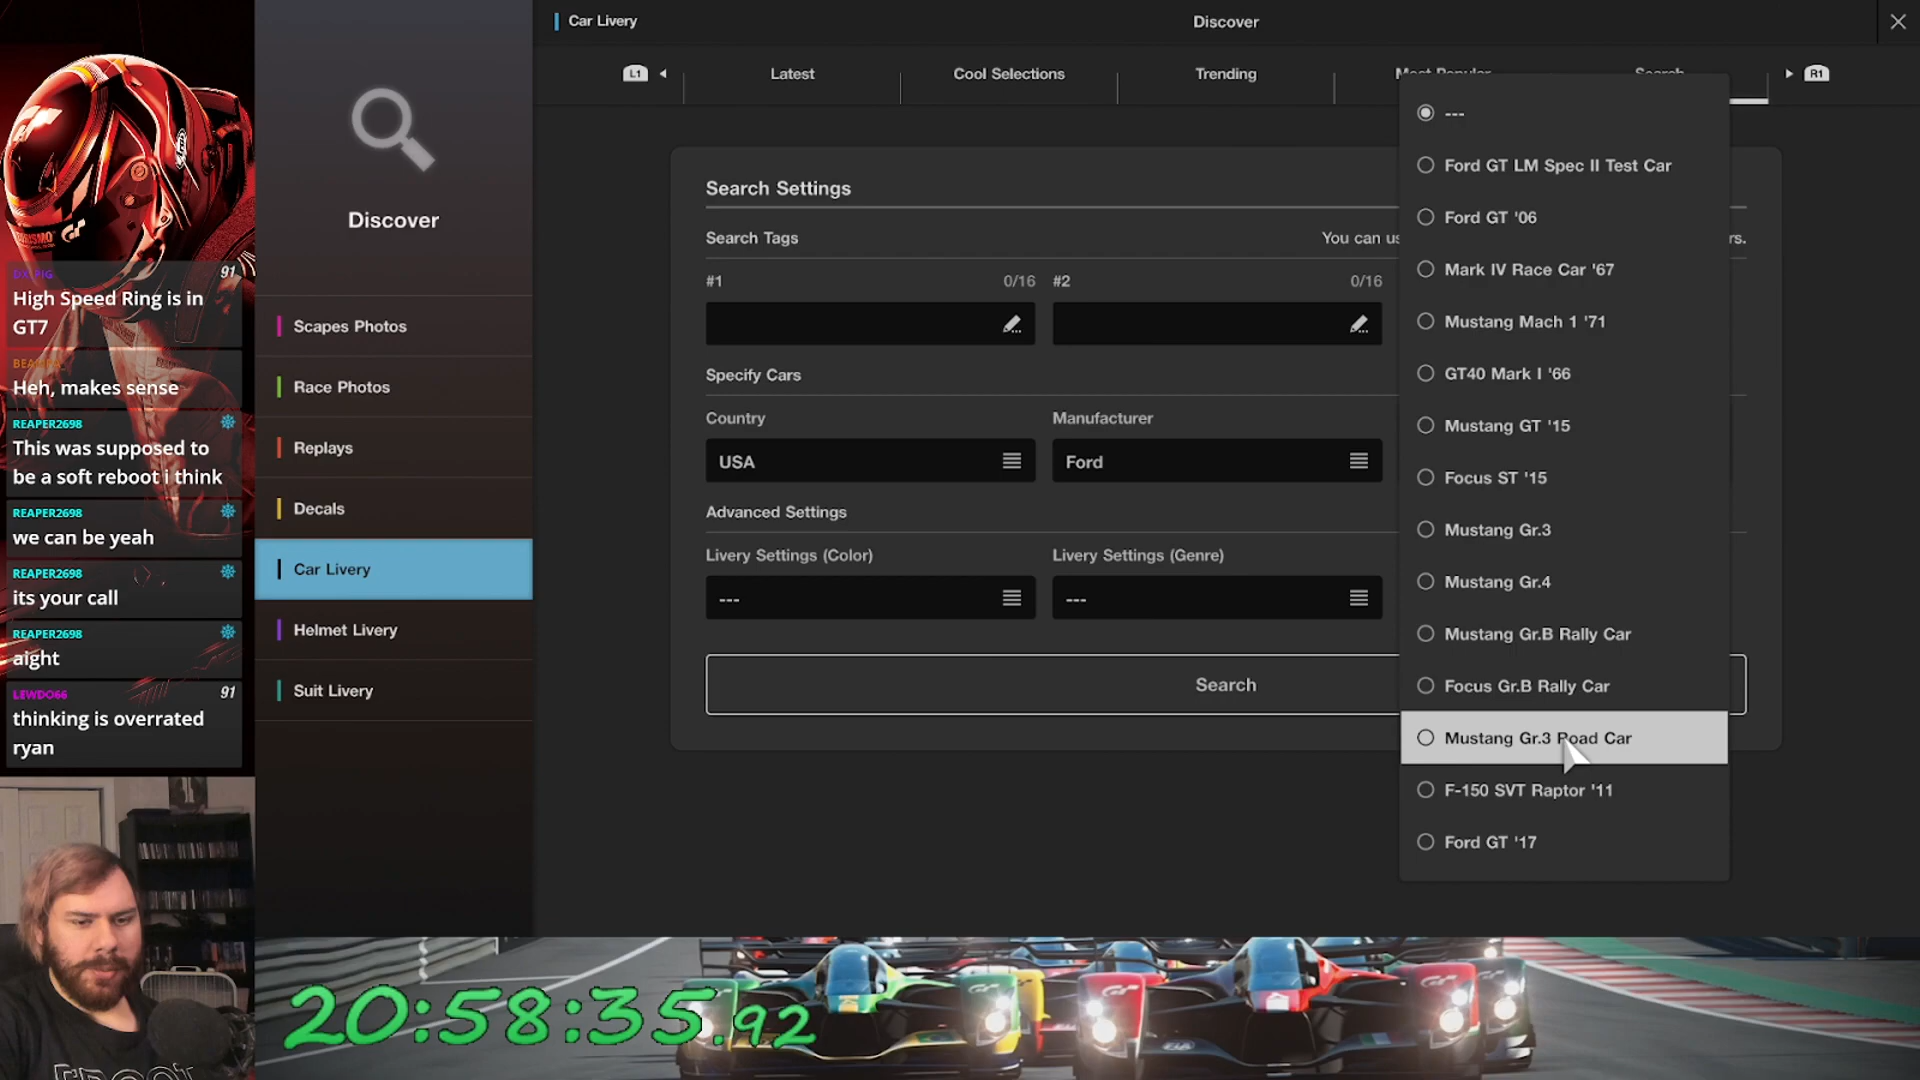 Car Livery
Discover
L1
Latest
Cool Selections
Trending
Most Popular
Search
R1
Discover
Scapes Photos
Race Photos
Replays
Decals
Car Livery
Helmet Livery
Suit Livery
Search Settings
Search Tags
You can us
rs.
#1
0/16
#2
0/16
Specify Cars
Country
Manufacturer
USA
Ford
Advanced Settings
Livery Settings (Color)
Livery Settings (Genre)
---
---
Search
---
Ford GT LM Spec II Test Car
Ford GT '06
Mark IV Race Car '67
Mustang Mach 1 '71
GT40 Mark I '66
Mustang GT '15
Focus ST '15
Mustang Gr.3
Mustang Gr.4
Mustang Gr.B Rally Car
Focus Gr.B Rally Car
Mustang Gr.3 Road Car
F-150 SVT Raptor '11
Ford GT '17
91
High Speed Ring is in
GT7
Heh, makes sense
REAPER2698
This was supposed to
be a soft reboot i think
REAPER2698
we can be yeah
REAPER2698
its your call
REAPER2698
aight
LEWDO66
91
thinking is overrated
ryan
20:58:35.92